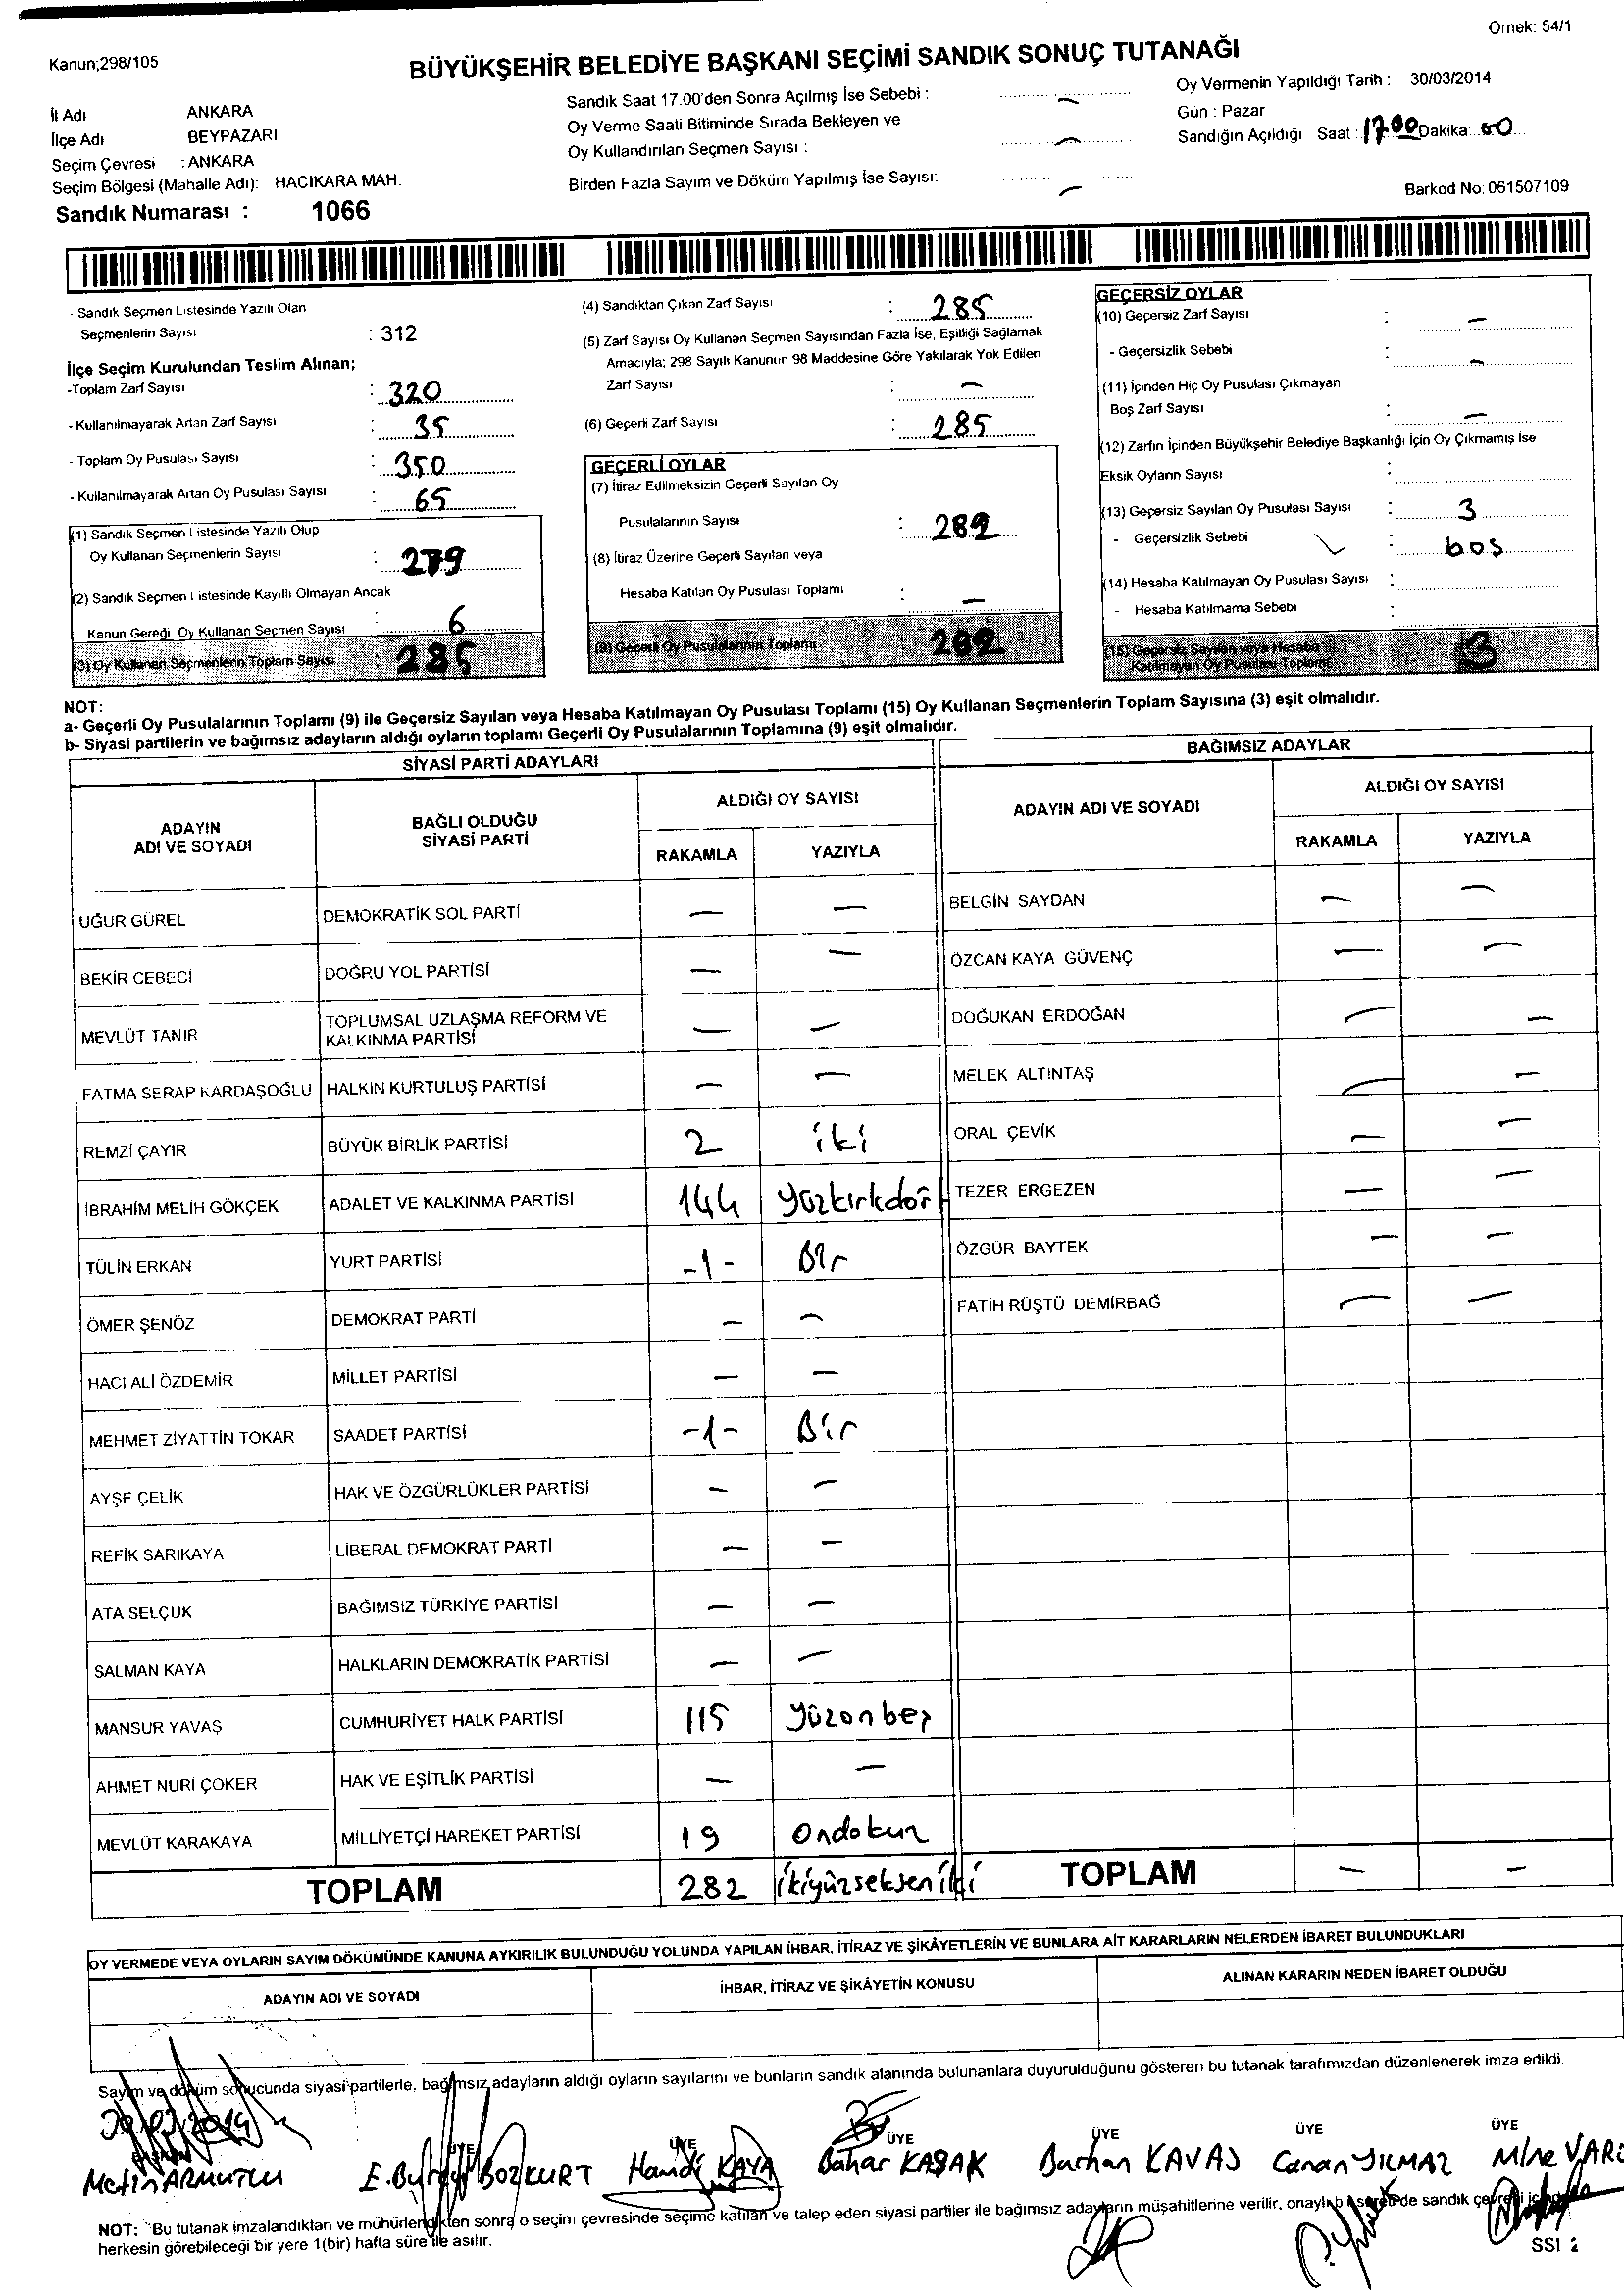 Örnek: 54/1
Kanun;298/105
BÜYÜKŞEHİR BELEDİYE BAŞKANI SEÇİMİ SANDIK SONUÇ TUTANAĞI
İl Adı ANKARA
İlçe Adı BEYPAZARI
Seçim Çevresi : ANKARA
Seçim Bölgesi (Mahalle Adı): HACIKARA MAH.
Sandık Numarası : 1066
Sandık Saat 17.00'den Sonra Açılmış İse Sebebi : —
Oy Verme Saati Bitiminde Sırada Bekleyen ve
Oy Kullandırılan Seçmen Sayısı : —
Birden Fazla Sayım ve Döküm Yapılmış İse Sayısı: —
Oy Vermenin Yapıldığı Tarih : 30/03/2014
Gün : Pazar
Sandığın Açıldığı Saat : 17.00 Dakika: 00
Barkod No: 061507109
- Sandık Seçmen Listesinde Yazılı Olan
Seçmenlerin Sayısı : 312
İlçe Seçim Kurulundan Teslim Alınan;
-Toplam Zarf Sayısı : 320
- Kullanılmayarak Artan Zarf Sayısı : 35
- Toplam Oy Pusulası Sayısı : 350
- Kullanılmayarak Artan Oy Pusulası Sayısı : 65
(1) Sandık Seçmen Listesinde Yazılı Olup
Oy Kullanan Seçmenlerin Sayısı : 279
(2) Sandık Seçmen Listesinde Kayıtlı Olmayan Ancak
Kanun Gereği Oy Kullanan Seçmen Sayısı : 6
(3) Oy Kullanan Seçmenlerin Toplam Sayısı : 285
(4) Sandıktan Çıkan Zarf Sayısı : 285
(5) Zarf Sayısı Oy Kullanan Seçmen Sayısından Fazla İse, Eşitliği Sağlamak
Amacıyla; 298 Sayılı Kanunun 98 Maddesine Göre Yakılarak Yok Edilen
Zarf Sayısı : —
(6) Geçerli Zarf Sayısı : 285
GEÇERLİ OYLAR
(7) İtiraz Edilmeksizin Geçerli Sayılan Oy
Pusulalarının Sayısı : 282
(8) İtiraz Üzerine Geçerli Sayılan veya
Hesaba Katılan Oy Pusulası Toplamı : —
(9) Geçerli Oy Pusulalarının Toplamı 282
GEÇERSİZ OYLAR
(10) Geçersiz Zarf Sayısı : —
- Geçersizlik Sebebi : —
(11) İçinden Hiç Oy Pusulası Çıkmayan
Boş Zarf Sayısı : —
(12) Zarfın İçinden Büyükşehir Belediye Başkanlığı İçin Oy Çıkmamış İse
Eksik Oyların Sayısı :
(13) Geçersiz Sayılan Oy Pusulası Sayısı : 3
- Geçersizlik Sebebi : boş
(14) Hesaba Katılmayan Oy Pusulası Sayısı :
- Hesaba Katılmama Sebebi :
(15) Geçersiz Sayılan veya Hesaba
Katılmayan Oy Pusulası Toplamı 3
NOT:
a- Geçerli Oy Pusulalarının Toplamı (9) ile Geçersiz Sayılan veya Hesaba Katılmayan Oy Pusulası Toplamı (15) Oy Kullanan Seçmenlerin Toplam Sayısına (3) eşit olmalıdır.
b- Siyasi partilerin ve bağımsız adayların aldığı oyların toplamı Geçerli Oy Pusulalarının Toplamına (9) eşit olmalıdır.
SİYASİ PARTİ ADAYLARI
BAĞIMSIZ ADAYLAR
ADAYIN ADI VE SOYADI
BAĞLI OLDUĞU SİYASİ PARTİ
ALDIĞI OY SAYISI
RAKAMLA YAZIYLA
ADAYIN ADI VE SOYADI
ALDIĞI OY SAYISI
RAKAMLA YAZIYLA
UĞUR GÜREL DEMOKRATİK SOL PARTİ — — BELGİN SAYDAN — —
BEKİR CEBECİ DOĞRU YOL PARTİSİ — — ÖZCAN KAYA GÜVENÇ — —
MEVLÜT TANIR TOPLUMSAL UZLAŞMA REFORM VE KALKINMA PARTİSİ — — DOĞUKAN ERDOĞAN — —
FATMA SERAP KARDAŞOĞLU HALKIN KURTULUŞ PARTİSİ — — MELEK ALTINTAŞ — —
REMZİ ÇAYIR BÜYÜK BİRLİK PARTİSİ 2 iki ORAL ÇEVİK — —
İBRAHİM MELİH GÖKÇEK ADALET VE KALKINMA PARTİSİ 144 yüzkırkdört TEZER ERGEZEN — —
TÜLİN ERKAN YURT PARTİSİ -1- Bir ÖZGÜR BAYTEK — —
ÖMER ŞENÖZ DEMOKRAT PARTİ — — FATİH RÜŞTÜ DEMİRBAĞ — —
HACI ALİ ÖZDEMİR MİLLET PARTİSİ — —
MEHMET ZİYATTİN TOKAR SAADET PARTİSİ -1- Bir
AYŞE ÇELİK HAK VE ÖZGÜRLÜKLER PARTİSİ — —
REFİK SARIKAYA LİBERAL DEMOKRAT PARTİ — —
ATA SELÇUK BAĞIMSIZ TÜRKİYE PARTİSİ — —
SALMAN KAYA HALKLARIN DEMOKRATİK PARTİSİ — —
MANSUR YAVAŞ CUMHURİYET HALK PARTİSİ 115 yüzonbeş
AHMET NURİ ÇOKER HAK VE EŞİTLİK PARTİSİ — —
MEVLÜT KARAKAYA MİLLİYETÇİ HAREKET PARTİSİ 19 Ondokuz
TOPLAM 282 ikiyüzsekseniki TOPLAM — —
OY VERMEDE VEYA OYLARIN SAYIM DÖKÜMÜNDE KANUNA AYKIRILIK BULUNDUĞU YOLUNDA YAPILAN İHBAR, İTİRAZ VE ŞİKÂYETLERİN VE BUNLARA AİT KARARLARIN NELERDEN İBARET BULUNDUKLARI
ADAYIN ADI VE SOYADI İHBAR, İTİRAZ VE ŞİKÂYETİN KONUSU ALINAN KARARIN NEDEN İBARET OLDUĞU
Sayım ve döküm sonucunda siyasi partilerle, bağımsız adayların aldığı oyların sayılarını ve bunların sandık alanında bulunanlara duyurulduğunu gösteren bu tutanak tarafımızdan düzenlenerek imza edildi.
30/03/2014
BAŞKAN ÜYE ÜYE ÜYE ÜYE ÜYE ÜYE
Metin ARMUTLU E. BOZKURT Hamdi KAYA Bahar KAŞAK Burhan KAVAS Canan YILMAZ Mine
NOT: "Bu tutanak imzalandıktan ve mühürlendikten sonra o seçim çevresinde seçime katılan ve talep eden siyasi partiler ile bağımsız adayların müşahitlerine verilir, onaylı bir sureti de sandık çevresi içinde
herkesin görebileceği bir yere 1(bir) hafta süre ile asılır.
SSI 2